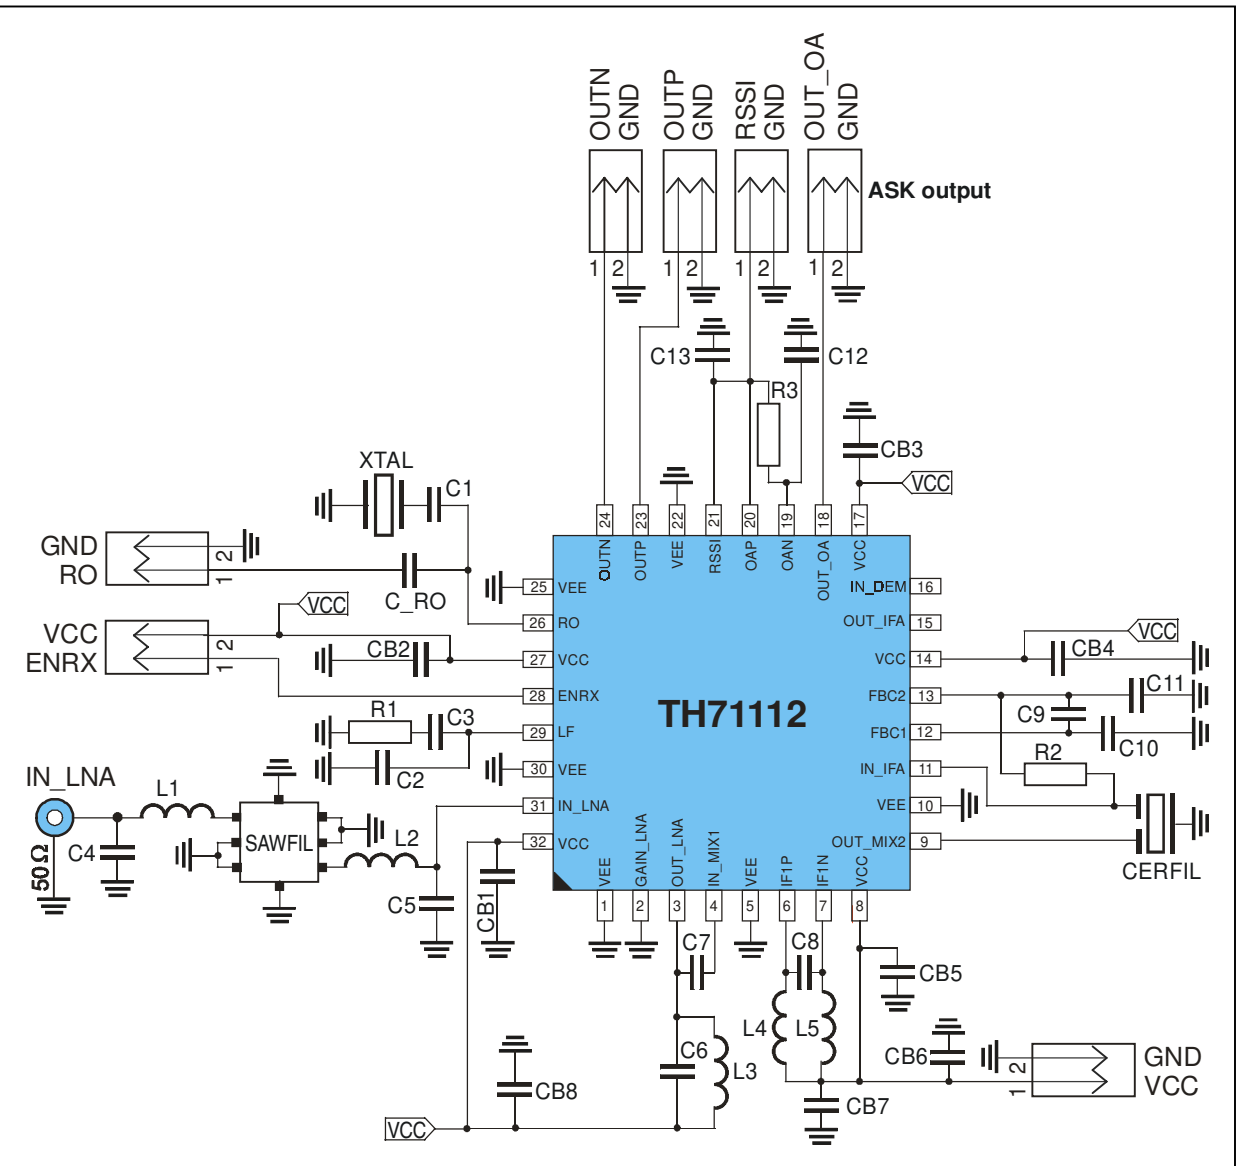 OUTN
GND
OUTP
GND
RSSI
GND
OUT_OA
GND
ASK output
1 2
1 2
1 2
1 2
C13
C12
R3
CB3
VCC
XTAL
C1
GND
RO
2
1
C_RO
VCC
VCC
ENRX
2
1
CB2
R1
C3
C2
IN_LNA
50Ω
L1
C4
SAWFIL
L2
C5
CB1
24
23
22
21
20
19
18
17
OUTN
OUTP
VEE
RSSI
OAP
OAN
OUT_OA
VCC
25 VEE
26 RO
27 VCC
28 ENRX
29 LF
30 VEE
31 IN_LNA
32 VCC
TH71112
IN_DEM 16
OUT_IFA 15
VCC 14
FBC2 13
FBC1 12
IN_IFA 11
VEE 10
OUT_MIX2 9
VEE
GAIN_LNA
OUT_LNA
IN_MIX1
VEE
IF1P
IF1N
VCC
1
2
3
4
5
6
7
8
VCC
CB4
C11
C9
C10
R2
CERFIL
C7
C8
CB5
L4
L5
C6
L3
CB6
CB7
CB8
VCC
2
1
GND
VCC